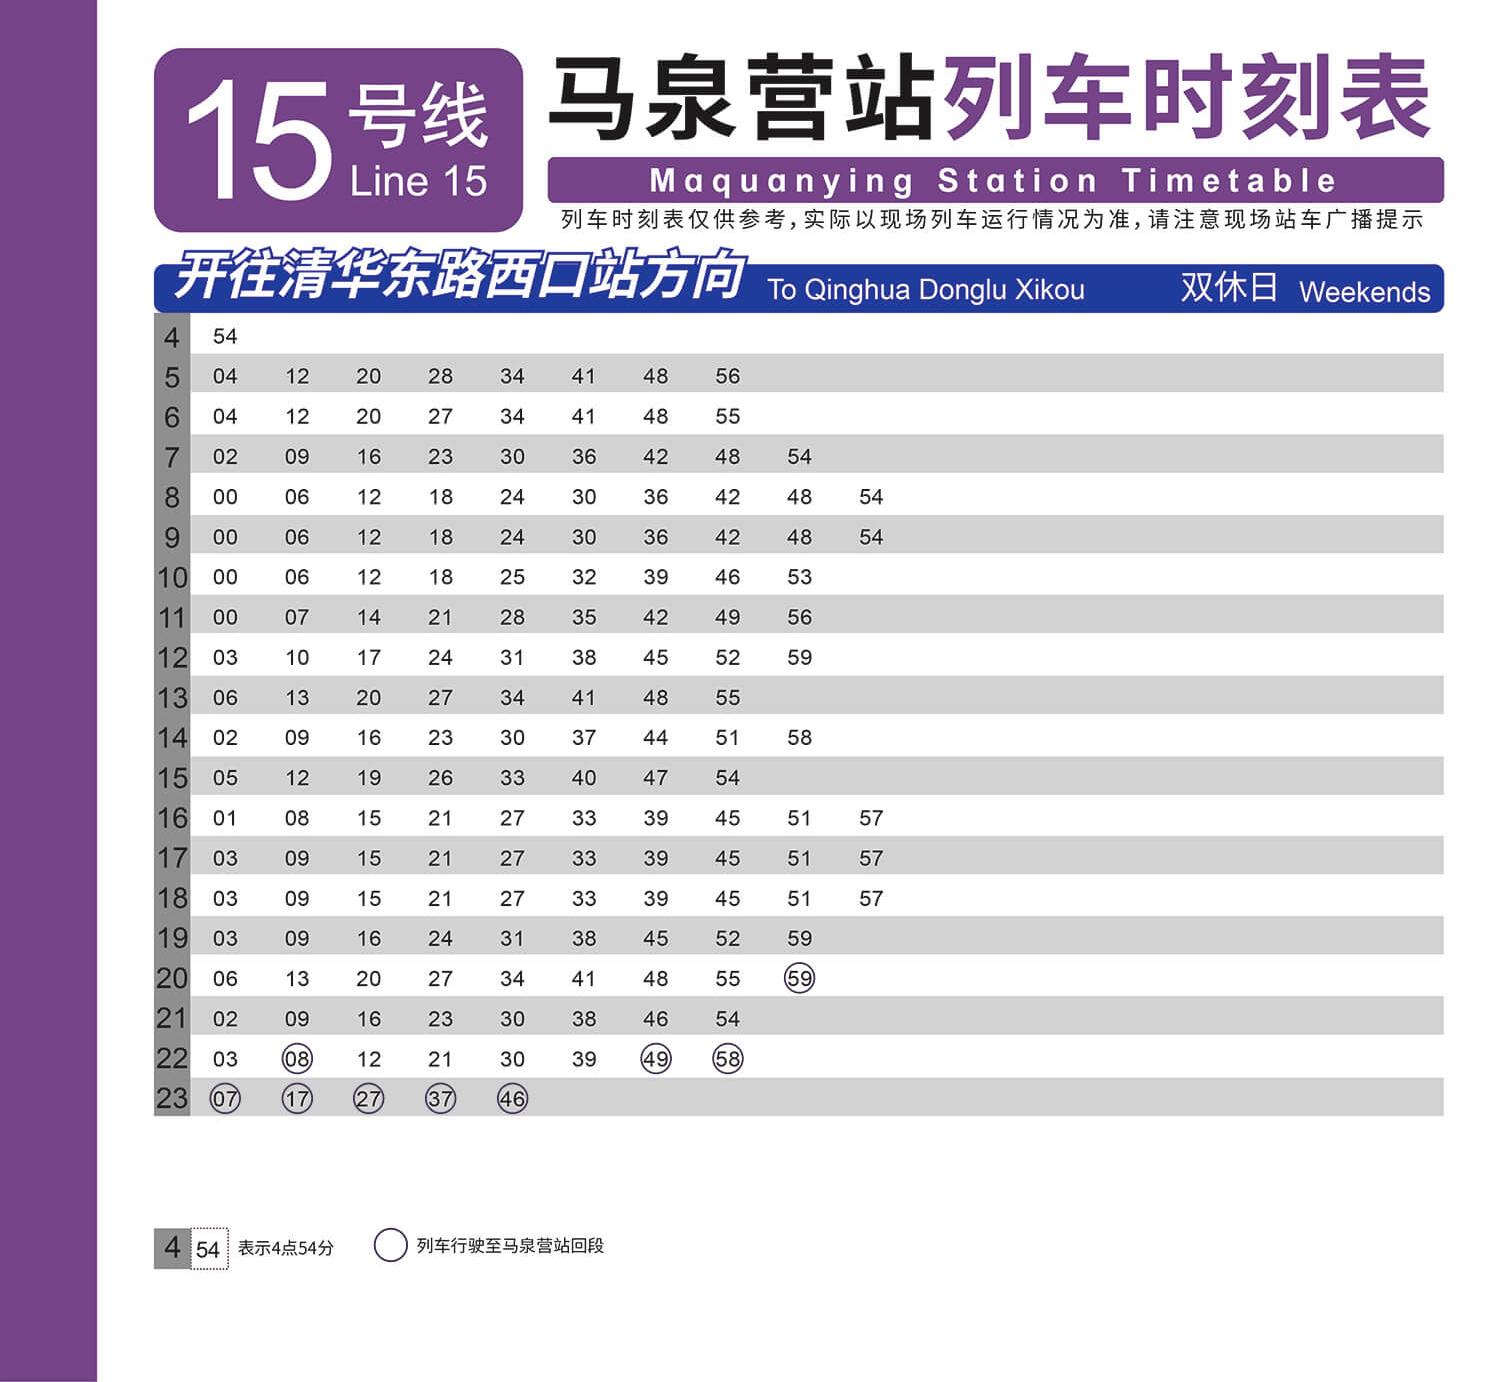 15号线
Line 15
马泉营站列车时刻表
Maquanying Station Timetable
列车时刻表仅供参考,实际以现场列车运行情况为准,请注意现场站车广播提示
开往清华东路西口站方向 To Qinghua Donglu Xikou 双休日 Weekends
4 54
5 04 12 20 28 34 41 48 56
6 04 12 20 27 34 41 48 55
7 02 09 16 23 30 36 42 48 54
8 00 06 12 18 24 30 36 42 48 54
9 00 06 12 18 24 30 36 42 48 54
10 00 06 12 18 25 32 39 46 53
11 00 07 14 21 28 35 42 49 56
12 03 10 17 24 31 38 45 52 59
13 06 13 20 27 34 41 48 55
14 02 09 16 23 30 37 44 51 58
15 05 12 19 26 33 40 47 54
16 01 08 15 21 27 33 39 45 51 57
17 03 09 15 21 27 33 39 45 51 57
18 03 09 15 21 27 33 39 45 51 57
19 03 09 16 24 31 38 45 52 59
20 06 13 20 27 34 41 48 55 59
21 02 09 16 23 30 38 46 54
22 03 08 12 21 30 39 49 58
23 07 17 27 37 46
4 54 表示4点54分 列车行驶至马泉营站回段